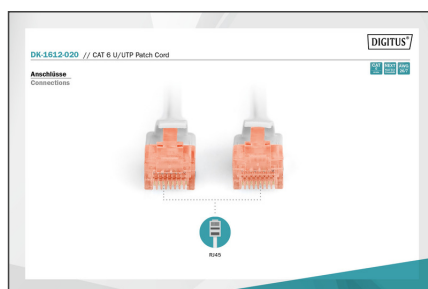 DIGITUS®
DK-1612-020 // CAT 6 U/UTP Patch Cord
Anschlüsse
Connections
RJ45